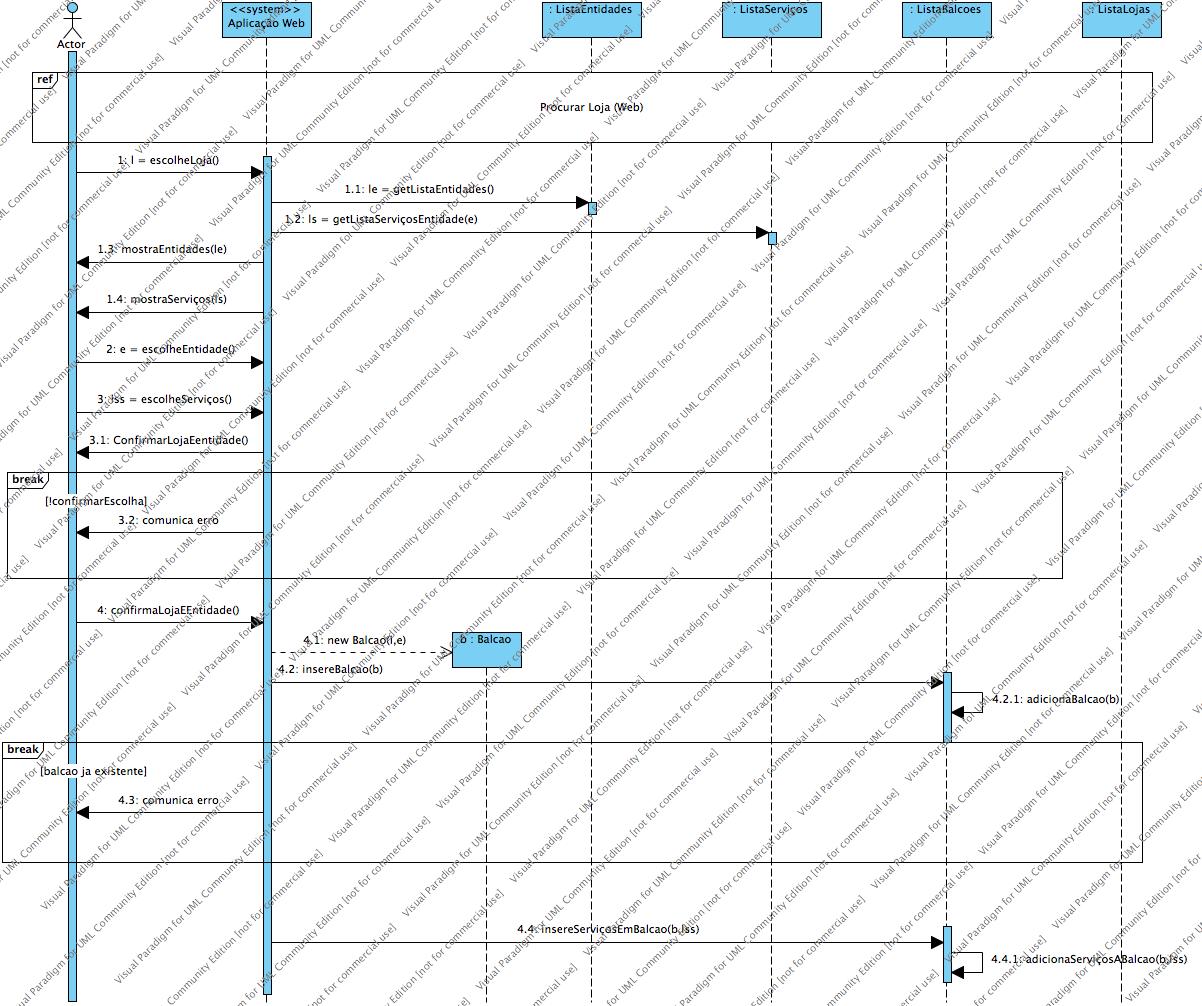 Actor
<<system>>
Aplicação Web
: ListaEntidades
: ListaServiços
: ListaBalcoes
: ListaLojas
ref
Procurar Loja (Web)
1: l = escolheLoja()
1.1: le = getListaEntidades()
1.2: ls = getListaServiçosEntidade(e)
1.3: mostraEntidades(le)
1.4: mostraServiços(ls)
2: e = escolheEntidade()
3: lss = escolheServiços()
3.1: ConfirmarLojaEentidade()
break
[!confirmarEscolha]
3.2: comunica erro
4: confirmaLojaEEntidade()
4.1: new Balcao(l,e)
b : Balcao
4.2: insereBalcao(b)
4.2.1: adicionaBalcao(b)
break
[balcao ja existente]
4.3: comunica erro
4.4: insereServiçosEmBalcao(b,lss)
4.4.1: adicionaServiçosABalcao(b,lss)
Visual Paradigm for UML Community Edition [not for commercial use]